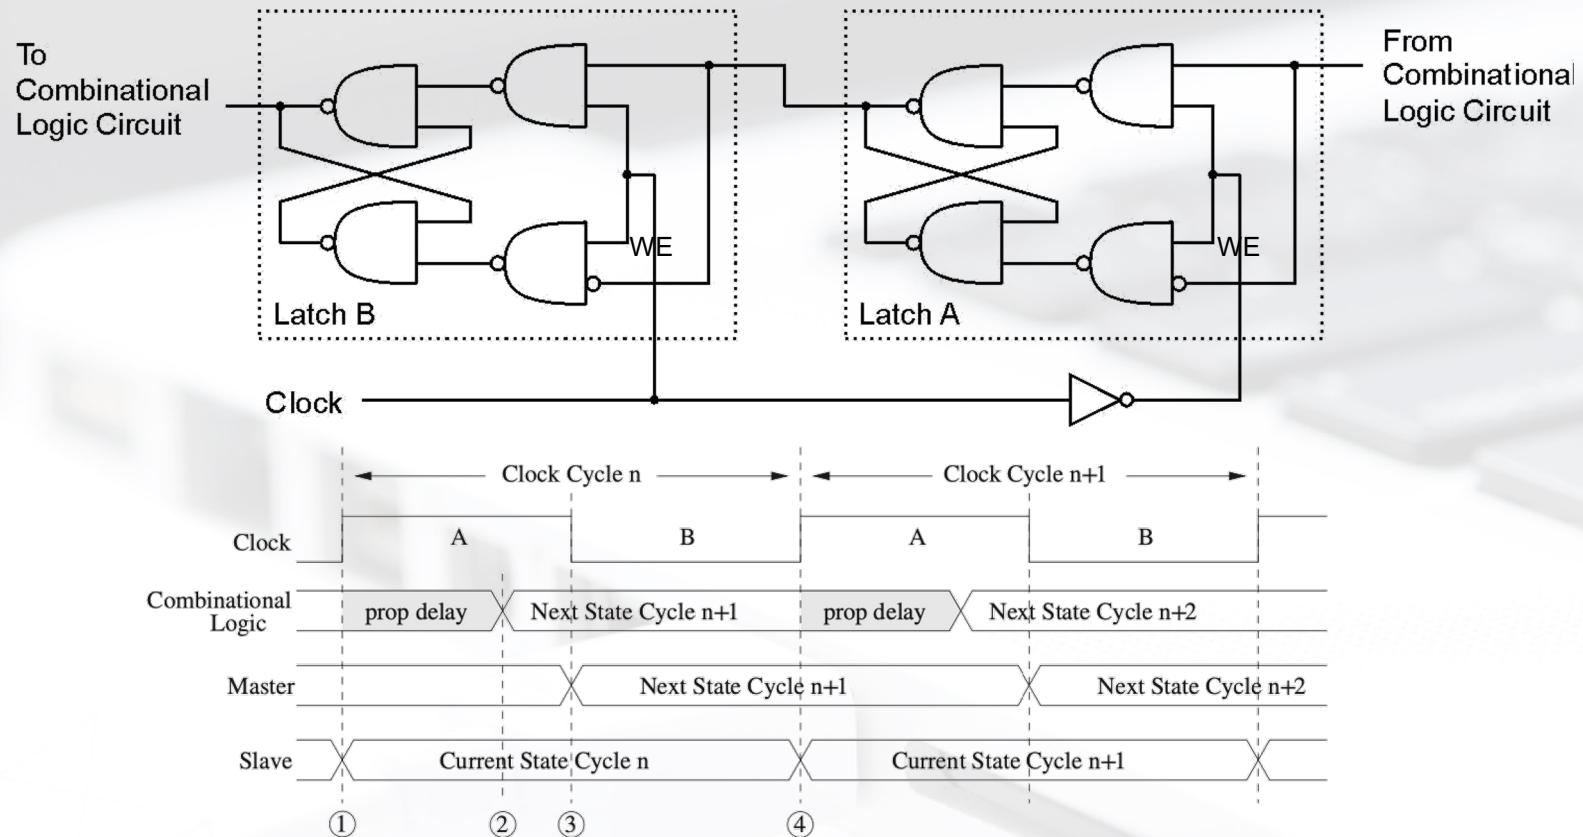 To
Combinational
Logic Circuit
From
Combinational
Logic Circuit
WE
WE
Latch B
Latch A
Clock
Clock Cycle n
Clock Cycle n+1
Clock
A
B
A
B
Combinational
Logic
prop delay
Next State Cycle n+1
prop delay
Next State Cycle n+2
Master
Next State Cycle n+1
Next State Cycle n+2
Slave
Current State Cycle n
Current State Cycle n+1
1
2
3
4